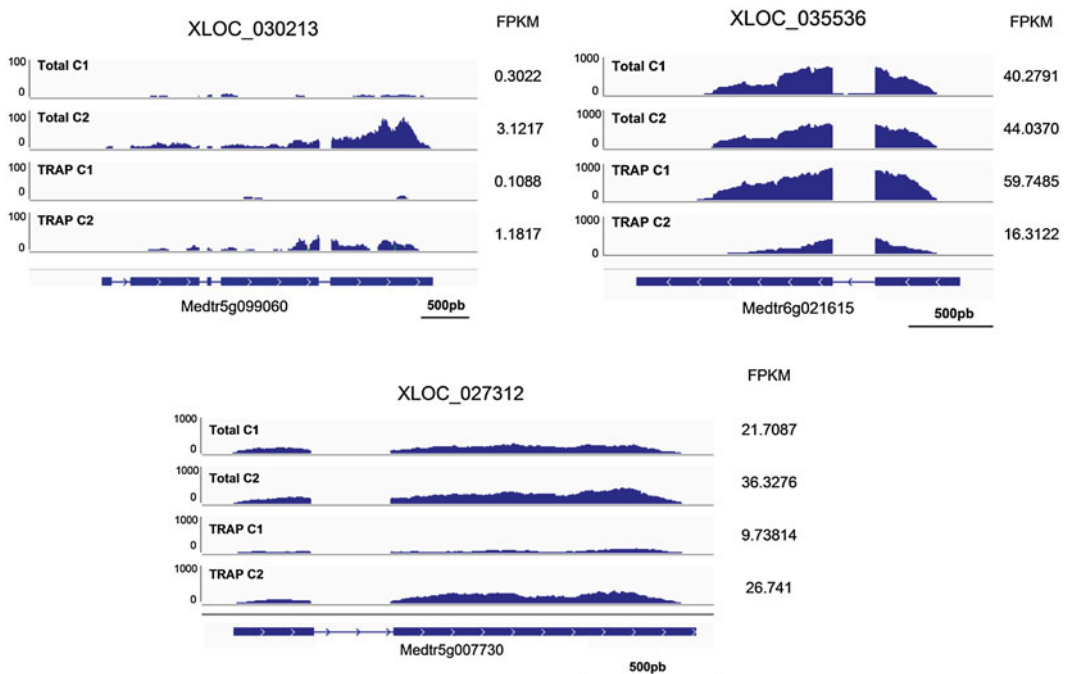 XLOC_030213
FPKM
100
Total C1
0
0.3022
100
Total C2
0
3.1217
100
TRAP C1
0
0.1088
100
TRAP C2
0
1.1817
Medtr5g099060
500pb
XLOC_035536
FPKM
1000
Total C1
0
40.2791
1000
Total C2
0
44.0370
1000
TRAP C1
0
59.7485
1000
TRAP C2
0
16.3122
Medtr6g021615
500pb
XLOC_027312
FPKM
1000
Total C1
0
21.7087
1000
Total C2
0
36.3276
1000
TRAP C1
0
9.73814
1000
TRAP C2
0
26.741
Medtr5g007730
500pb